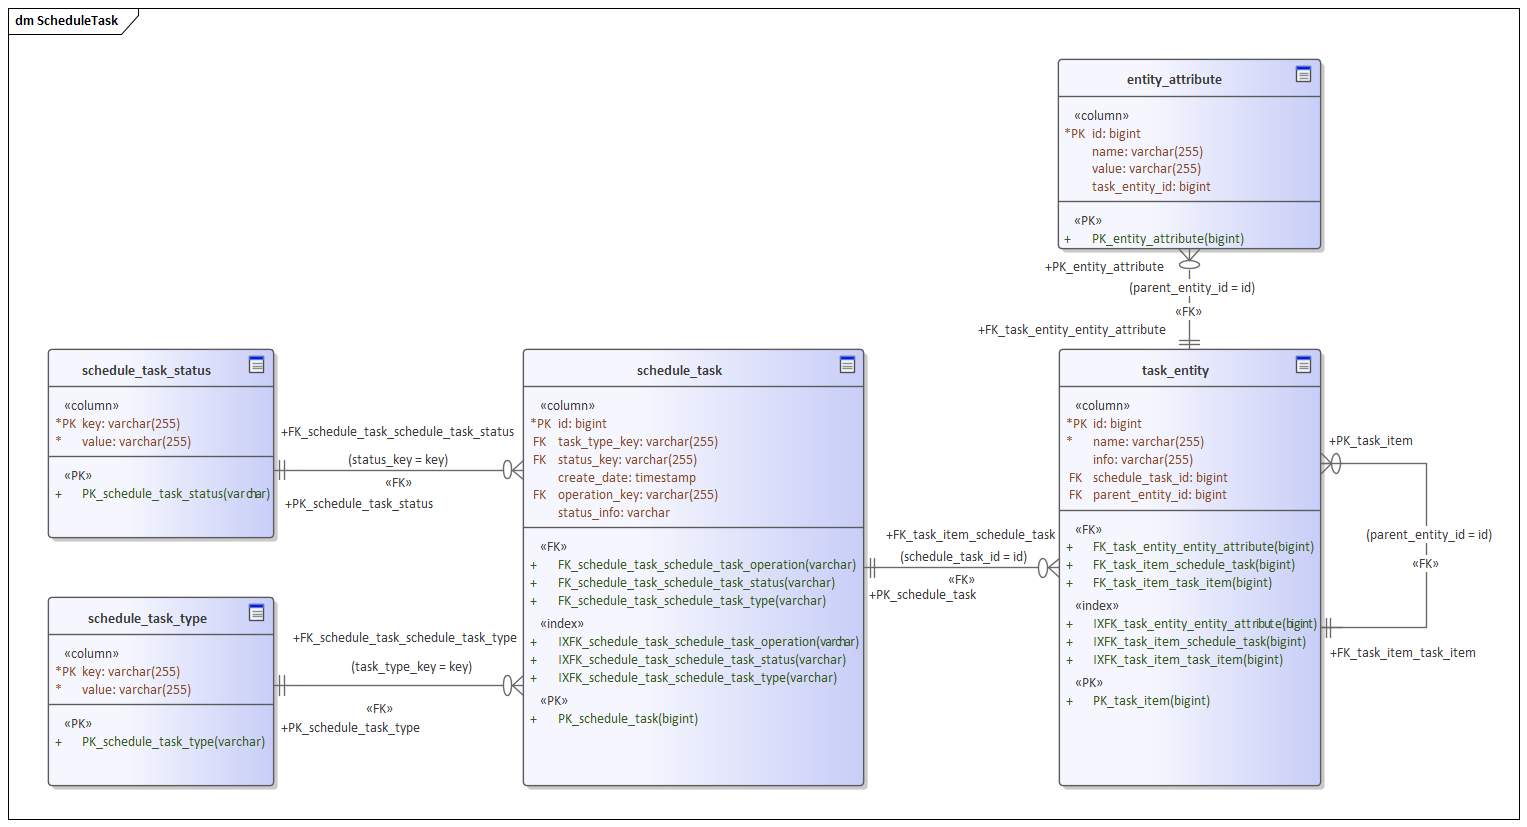 dm ScheduleTask
entity_attribute
«column»
*PK id: bigint
name: varchar(255)
value: varchar(255)
task_entity_id: bigint
«PK»
+ PK_entity_attribute(bigint)
+PK_entity_attribute
(parent_entity_id = id)
«FK»
+FK_task_entity_entity_attribute
schedule_task_status
«column»
*PK key: varchar(255)
* value: varchar(255)
«PK»
+ PK_schedule_task_status(varchar)
+FK_schedule_task_schedule_task_status
(status_key = key)
«FK»
+PK_schedule_task_status
schedule_task_type
«column»
*PK key: varchar(255)
* value: varchar(255)
«PK»
+ PK_schedule_task_type(varchar)
+FK_schedule_task_schedule_task_type
(task_type_key = key)
«FK»
+PK_schedule_task_type
schedule_task
«column»
*PK id: bigint
FK task_type_key: varchar(255)
FK status_key: varchar(255)
create_date: timestamp
FK operation_key: varchar(255)
status_info: varchar
«FK»
+ FK_schedule_task_schedule_task_operation(varchar)
+ FK_schedule_task_schedule_task_status(varchar)
+ FK_schedule_task_schedule_task_type(varchar)
«index»
+ IXFK_schedule_task_schedule_task_operation(varchar)
+ IXFK_schedule_task_schedule_task_status(varchar)
+ IXFK_schedule_task_schedule_task_type(varchar)
«PK»
+ PK_schedule_task(bigint)
+FK_task_item_schedule_task
(schedule_task_id = id)
«FK»
+PK_schedule_task
task_entity
«column»
*PK id: bigint
* name: varchar(255)
info: varchar(255)
FK schedule_task_id: bigint
FK parent_entity_id: bigint
«FK»
+ FK_task_entity_entity_attribute(bigint)
+ FK_task_item_schedule_task(bigint)
+ FK_task_item_task_item(bigint)
«index»
+ IXFK_task_entity_entity_attribute(bigint)
+ IXFK_task_item_schedule_task(bigint)
+ IXFK_task_item_task_item(bigint)
«PK»
+ PK_task_item(bigint)
+PK_task_item
(parent_entity_id = id)
«FK»
+FK_task_item_task_item